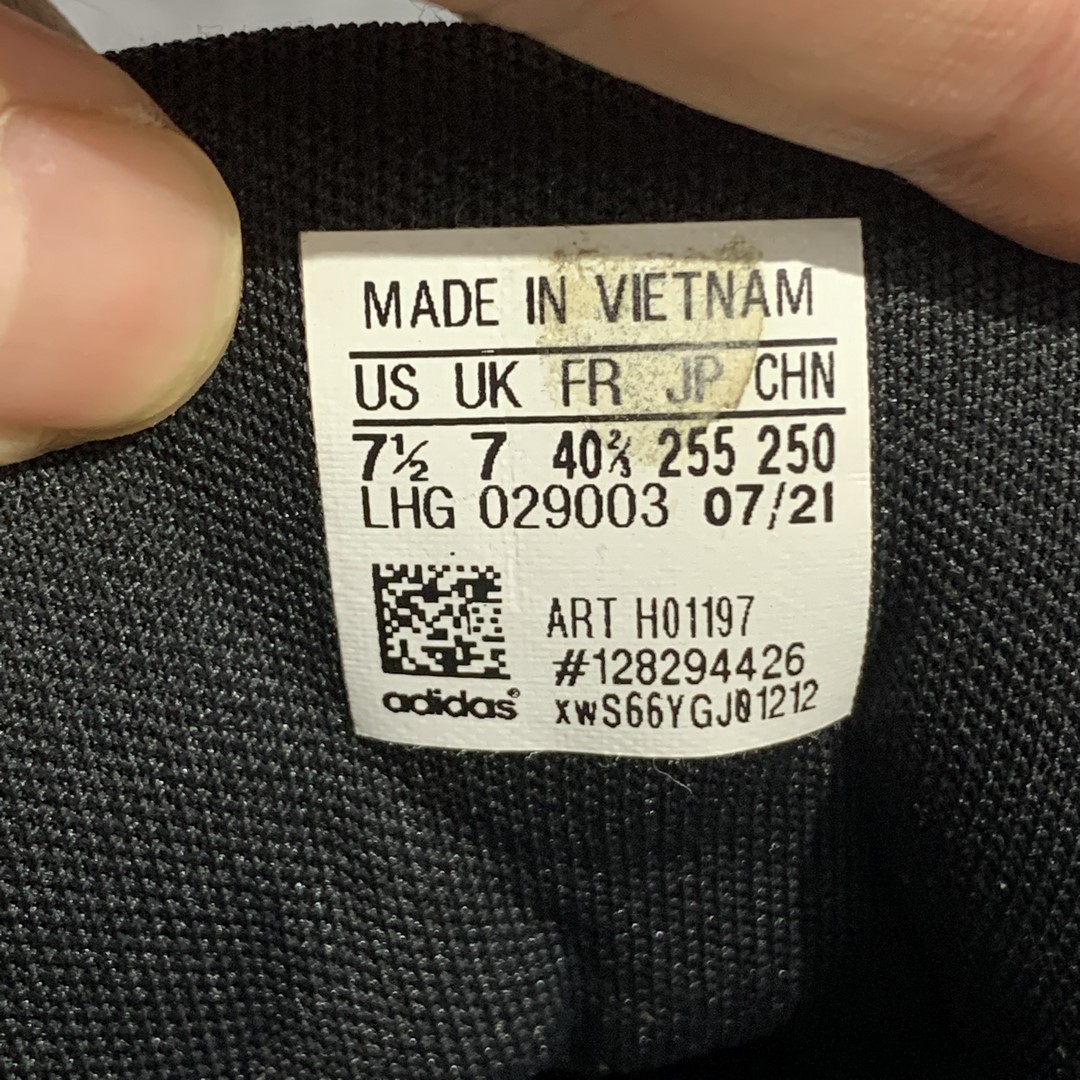 MADE IN VIETNAM
US UK FR JP CHN
7½ 7 40⅔ 255 250
LHG 029003 07/21
ART H01197
#128294426
adidas® xwS66YGJ01212